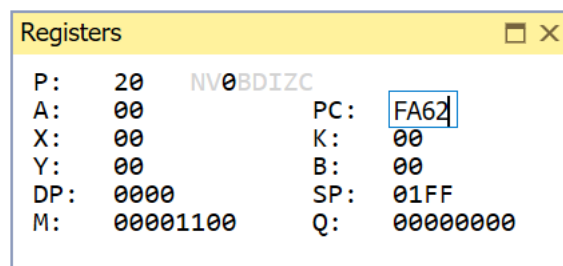 Registers
P: 20 NV0BDIZC
A: 00 PC: FA62
X: 00 K: 00
Y: 00 B: 00
DP: 0000 SP: 01FF
M: 00001100 Q: 00000000